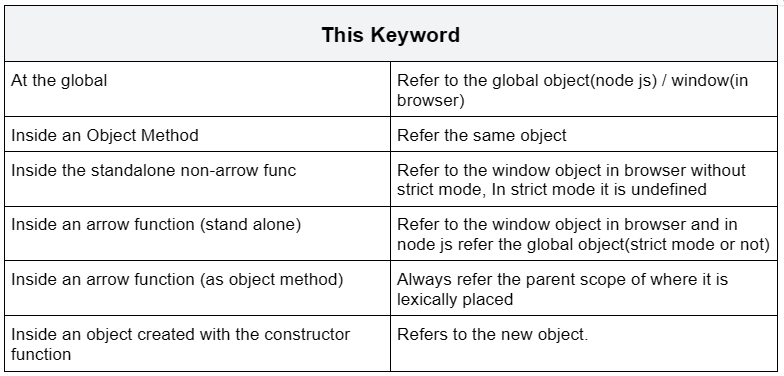 This Keyword
At the global
Refer to the global object(node js) / window(in
browser)
Inside an Object Method
Refer the same object
Inside the standalone non-arrow func
Refer to the window object in browser without
strict mode, In strict mode it is undefined
Inside an arrow function (stand alone)
Refer to the window object in browser and in
node js refer the global object(strict mode or not)
Inside an arrow function (as object method)
Always refer the parent scope of where it is
lexically placed
Inside an object created with the constructor
function
Refers to the new object.